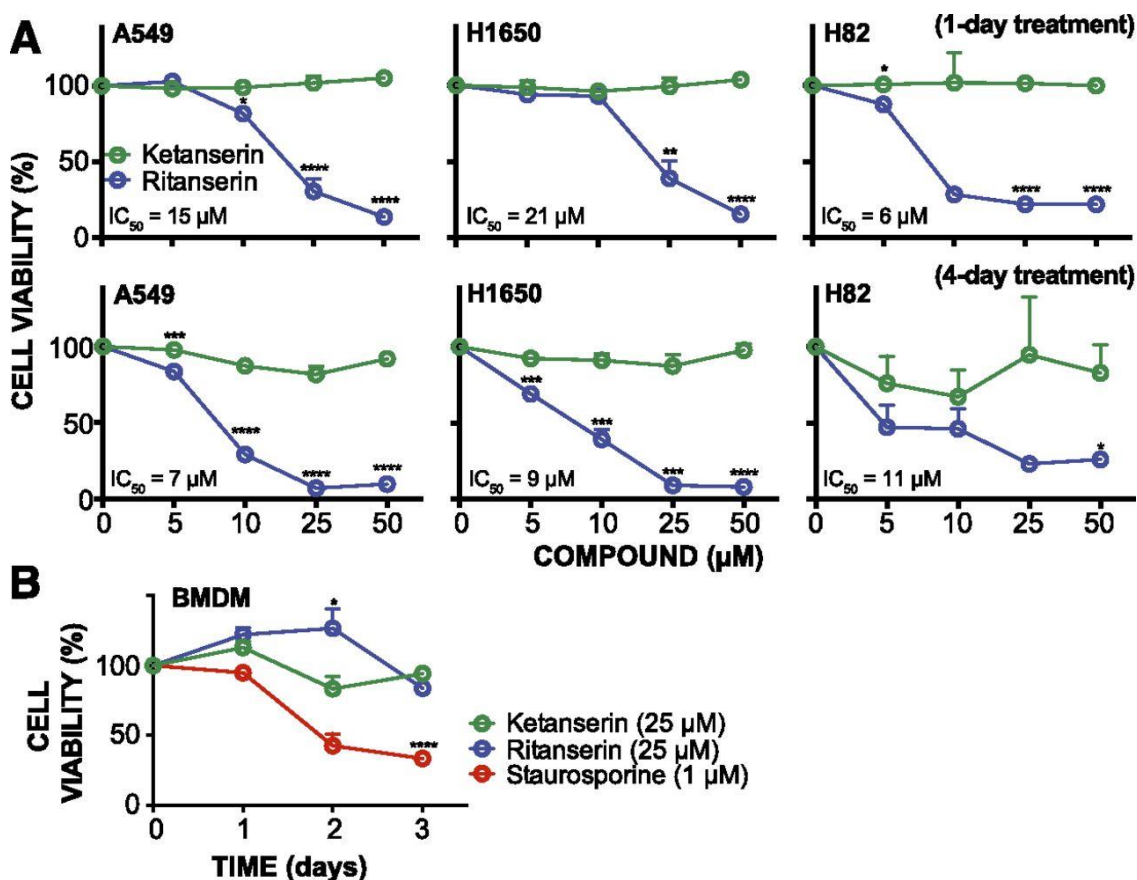 A
A549
H1650
H82
(1-day treatment)
CELL VIABILITY (%)
100
50
0
Ketanserin
Ritanserin
*
****
****
**
****
*
****
****
IC50 = 15 µM
IC50 = 21 µM
IC50 = 6 µM
A549
H1650
H82
(4-day treatment)
100
50
0
***
****
****
****
***
***
***
****
*
IC50 = 7 µM
IC50 = 9 µM
IC50 = 11 µM
0 5 10 25 50
0 5 10 25 50
0 5 10 25 50
COMPOUND (µM)
B
BMDM
CELL
VIABILITY (%)
100
50
0
*
****
Ketanserin (25 µM)
Ritanserin (25 µM)
Staurosporine (1 µM)
0 1 2 3
TIME (days)